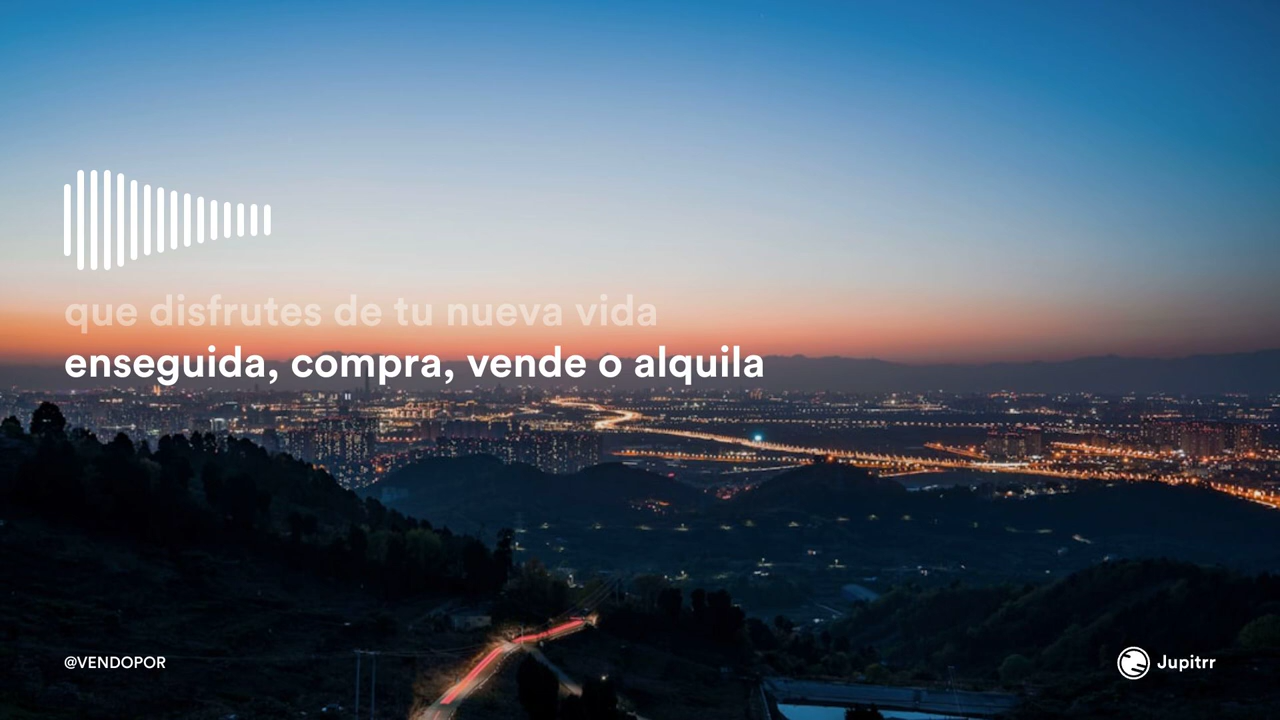 que disfrutes de tu nueva vida
enseguida, compra, vende o alquila
@VENDOPOR
Jupitrr